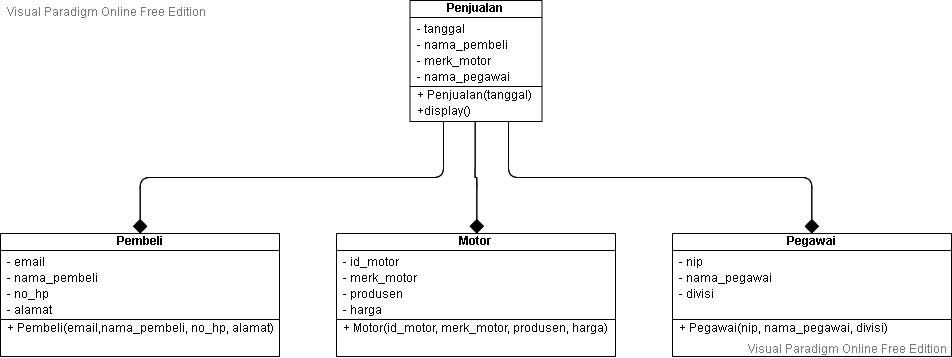 Visual Paradigm Online Free Edition
Penjualan
- tanggal
- nama_pembeli
- merk_motor
- nama_pegawai
+ Penjualan(tanggal)
+display()
Pembeli
- email
- nama_pembeli
- no_hp
- alamat
+ Pembeli(email,nama_pembeli, no_hp, alamat)
Motor
- id_motor
- merk_motor
- produsen
- harga
+ Motor(id_motor, merk_motor, produsen, harga)
Pegawai
- nip
- nama_pegawai
- divisi
+ Pegawai(nip, nama_pegawai, divisi)
Visual Paradigm Online Free Edition